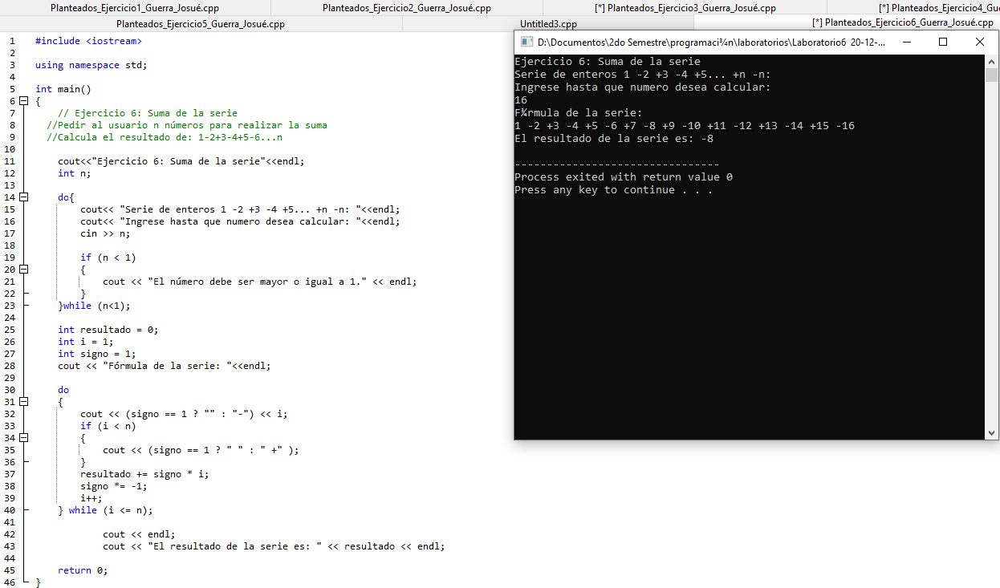 Planteados_Ejercicio1_Guerra_Josué.cpp
Planteados_Ejercicio2_Guerra_Josué.cpp
[*] Planteados_Ejercicio3_Guerra_Josué.cpp
[*] Planteados_Ejercicio4_Gue
Planteados_Ejercicio5_Guerra_Josué.cpp
Untitled3.cpp
[*] Planteados_Ejercicio6_Guerra_Josué.cpp
1 #include <iostream>
2
3 using namespace std;
4
5 int main()
6 {
7 // Ejercicio 6: Suma de la serie
8 //Pedir al usuario n números para realizar la suma
9 //Calcula el resultado de: 1-2+3-4+5-6...n
10
11 cout<<"Ejercicio 6: Suma de la serie"<<endl;
12 int n;
13
14 do{
15 cout<< "Serie de enteros 1 -2 +3 -4 +5... +n -n: "<<endl;
16 cout<< "Ingrese hasta que numero desea calcular: "<<endl;
17 cin >> n;
18
19 if (n < 1)
20 {
21 cout << "El número debe ser mayor o igual a 1." << endl;
22 }
23 }while (n<1);
24
25 int resultado = 0;
26 int i = 1;
27 int signo = 1;
28 cout << "Fórmula de la serie: "<<endl;
29
30 do
31 {
32 cout << (signo == 1 ? "" : "-") << i;
33 if (i < n)
34 {
35 cout << (signo == 1 ? " " : " +" );
36 }
37 resultado += signo * i;
38 signo *= -1;
39 i++;
40 } while (i <= n);
41
42 cout << endl;
43 cout << "El resultado de la serie es: " << resultado << endl;
44
45 return 0;
46 }
D:\Documentos\2do Semestre\programaci¾n\laboratorios\Laboratorio6 20-12-...
Ejercicio 6: Suma de la serie
Serie de enteros 1 -2 +3 -4 +5... +n -n:
Ingrese hasta que numero desea calcular:
16
F¾rmula de la serie:
1 -2 +3 -4 +5 -6 +7 -8 +9 -10 +11 -12 +13 -14 +15 -16
El resultado de la serie es: -8
--------------------------------
Process exited with return value 0
Press any key to continue . . .